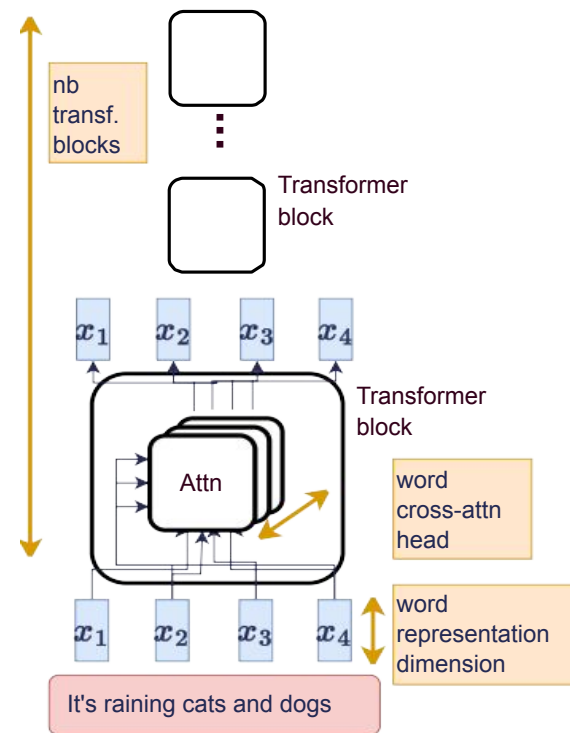 nb
transf.
blocks
Transformer
block
x1 x2 x3 x4
Transformer
block
Attn
word
cross-attn
head
x1 x2 x3 x4
word
representation
dimension
It's raining cats and dogs